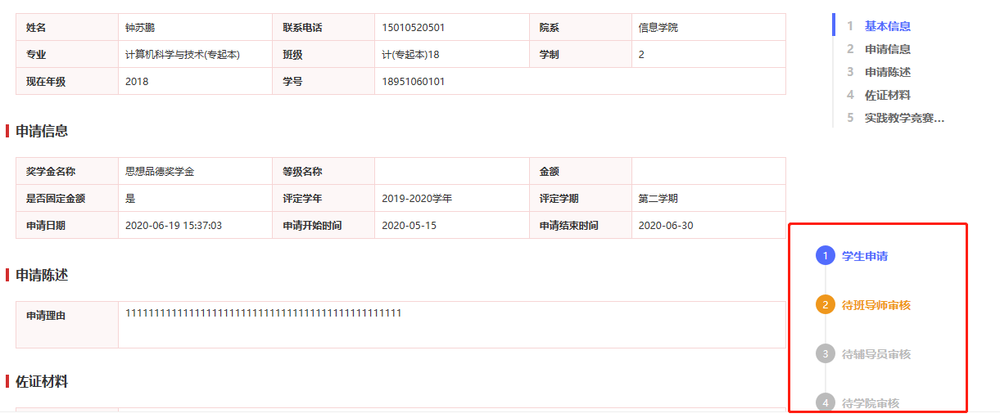 姓名 钟苏鹏 联系电话 15010520501 院系 信息学院
专业 计算机科学与技术(专起本) 班级 计(专起本)18 学制 2
现在年级 2018 学号 18951060101
申请信息
奖学金名称 思想品德奖学金 等级名称 金额
是否固定金额 是 评定学年 2019-2020学年 评定学期 第二学期
申请日期 2020-06-19 15:37:03 申请开始时间 2020-05-15 申请结束时间 2020-06-30
申请陈述
申请理由 111111111111111111111111111111111111111111111111
佐证材料
1 基本信息
2 申请信息
3 申请陈述
4 佐证材料
5 实践教学竞赛...
1 学生申请
2 待班导师审核
3 待辅导员审核
4 待学院审核